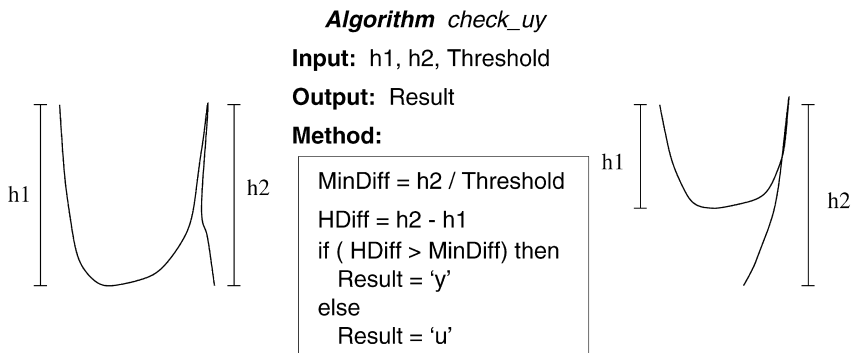 Algorithm check_uy
Input: h1, h2, Threshold
Output: Result
Method:
h1
h2
MinDiff = h2 / Threshold
HDiff = h2 - h1
if ( HDiff > MinDiff) then
Result = ‘y’
else
Result = ‘u’
h1
h2